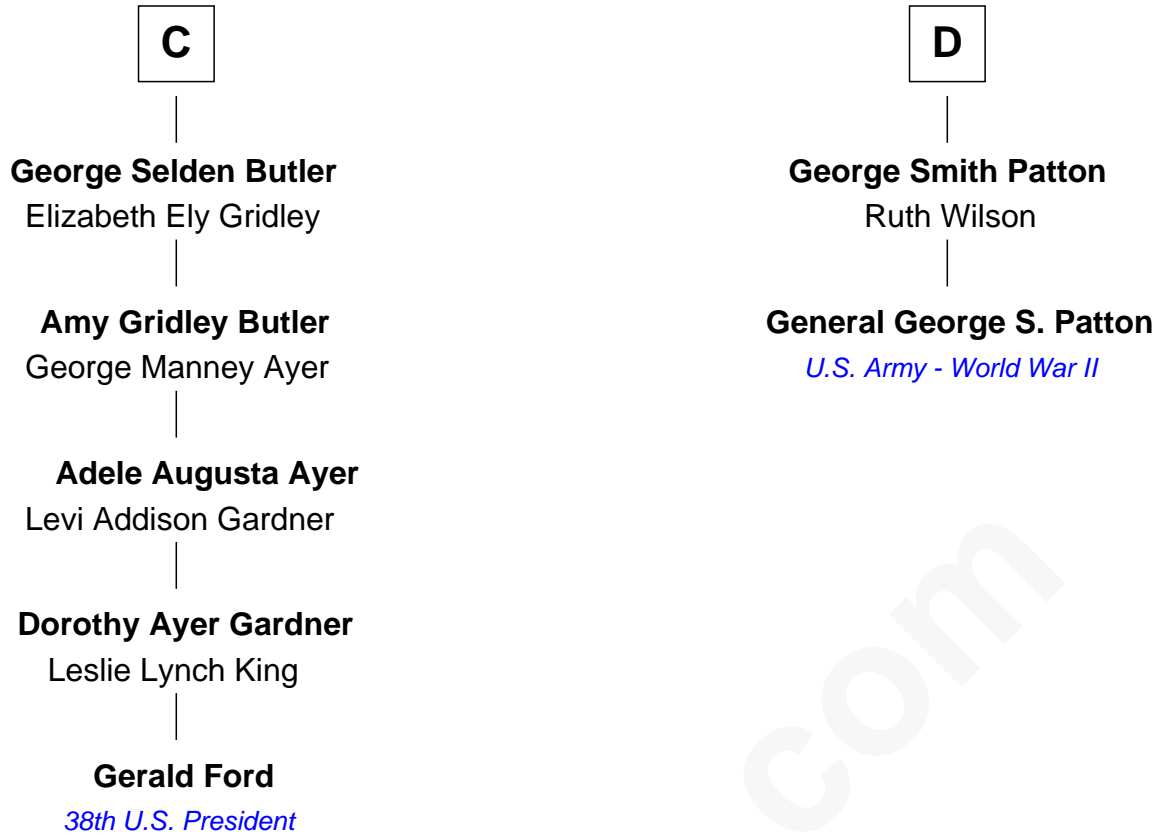 C
George Selden Butler
Elizabeth Ely Gridley
Amy Gridley Butler
George Manney Ayer
Adele Augusta Ayer
Levi Addison Gardner
Dorothy Ayer Gardner
Leslie Lynch King
Gerald Ford
38th U.S. President
D
George Smith Patton
Ruth Wilson
General George S. Patton
U.S. Army - World War II
com